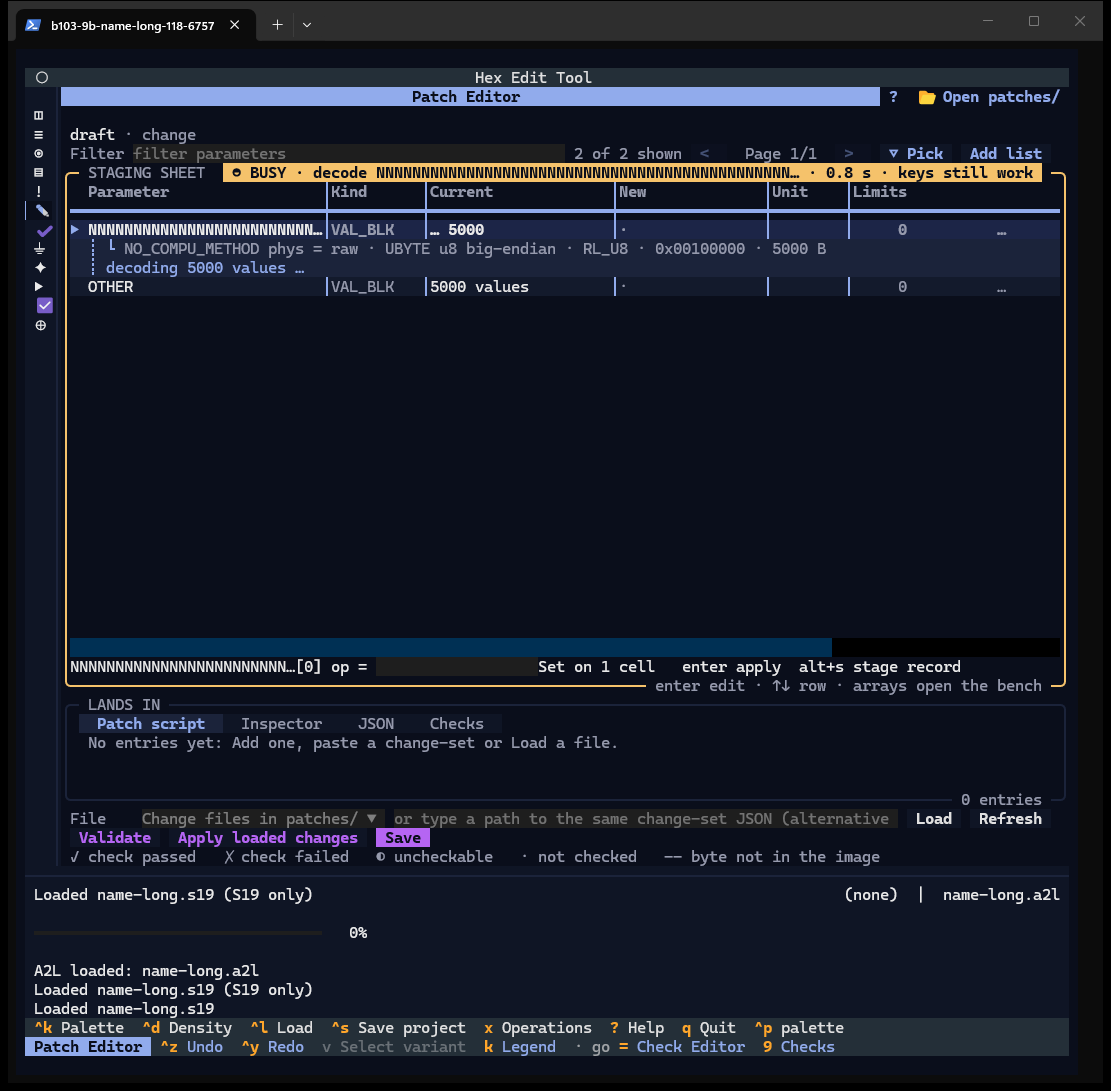 b103-9b-name-long-118-6757
Hex Edit Tool
Patch Editor ? Open patches/
draft · change
Filter filter parameters 2 of 2 shown < Page 1/1 > ▽ Pick Add list
STAGING SHEET BUSY · decode NNNNNNNNNNNNNNNNNNNNNNNNNNNNNNNNNNNNNNNNNNNNNN… · 0.8 s · keys still work
Parameter Kind Current New Unit Limits
▶ NNNNNNNNNNNNNNNNNNNNNNNNN… VAL_BLK … 5000 · 0 …
└ NO_COMPU_METHOD phys = raw · UBYTE u8 big-endian · RL_U8 · 0x00100000 · 5000 B
decoding 5000 values …
OTHER VAL_BLK 5000 values · 0 …
NNNNNNNNNNNNNNNNNNNNNNNN…[0] op = Set on 1 cell enter apply alt+s stage record
enter edit · ↑↓ row · arrays open the bench
LANDS IN
Patch script Inspector JSON Checks
No entries yet: Add one, paste a change-set or Load a file.
0 entries
File Change files in patches/ ▼ or type a path to the same change-set JSON (alternative Load Refresh
Validate Apply loaded changes Save
✓ check passed ✗ check failed ◐ uncheckable · not checked —— byte not in the image
Loaded name-long.s19 (S19 only) (none) | name-long.a2l
0%
A2L loaded: name-long.a2l
Loaded name-long.s19 (S19 only)
Loaded name-long.s19
^k Palette ^d Density ^l Load ^s Save project x Operations ? Help q Quit ^p palette
Patch Editor ^z Undo ^y Redo v Select variant k Legend · go = Check Editor 9 Checks